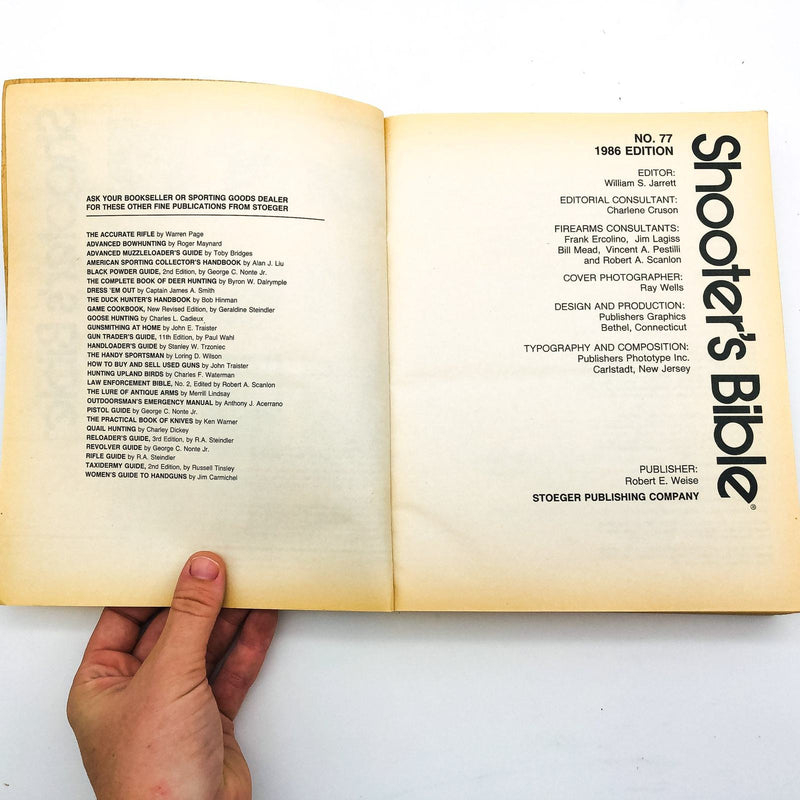 ASK YOUR BOOKSELLER OR SPORTING GOODS DEALER
FOR THESE OTHER FINE PUBLICATIONS FROM STOEGER
THE ACCURATE RIFLE by Warren Page
ADVANCED BOWHUNTING by Roger Maynard
ADVANCED MUZZLELOADER'S GUIDE by Toby Bridges
AMERICAN SPORTING COLLECTOR'S HANDBOOK by Alan J. Liu
BLACK POWDER GUIDE, 2nd Edition, by George C. Nonte Jr.
THE COMPLETE BOOK OF DEER HUNTING by Byron W. Dalrymple
DRESS 'EM OUT by Captain James A. Smith
THE DUCK HUNTER'S HANDBOOK by Bob Hinman
GAME COOKBOOK, New Revised Edition, by Geraldine Steindler
GOOSE HUNTING by Charles L. Cadieux
GUNSMITHING AT HOME by John E. Traister
GUN TRADER'S GUIDE, 11th Edition, by Paul Wahl
HANDLOADER'S GUIDE by Stanley W. Trzoniec
THE HANDY SPORTSMAN by Loring D. Wilson
HOW TO BUY AND SELL USED GUNS by John Traister
HUNTING UPLAND BIRDS by Charles F. Waterman
LAW ENFORCEMENT BIBLE, No. 2, Edited by Robert A. Scanlon
THE LURE OF ANTIQUE ARMS by Merrill Lindsay
OUTDOORSMAN'S EMERGENCY MANUAL by Anthony J. Acerrano
PISTOL GUIDE by George C. Nonte Jr.
THE PRACTICAL BOOK OF KNIVES by Ken Warner
QUAIL HUNTING by Charley Dickey
RELOADER'S GUIDE, 3rd Edition, by R.A. Steindler
REVOLVER GUIDE by George C. Nonte Jr.
RIFLE GUIDE by R.A. Steindler
TAXIDERMY GUIDE, 2nd Edition, by Russell Tinsley
WOMEN'S GUIDE TO HANDGUNS by Jim Carmichel
NO. 77
1986 EDITION
EDITOR:
William S. Jarrett
EDITORIAL CONSULTANT:
Charlene Cruson
FIREARMS CONSULTANTS:
Frank Ercolino, Jim Lagiss
Bill Mead, Vincent A. Pestilli
and Robert A. Scanlon
COVER PHOTOGRAPHER:
Ray Wells
DESIGN AND PRODUCTION:
Publishers Graphics
Bethel, Connecticut
TYPOGRAPHY AND COMPOSITION:
Publishers Phototype Inc.
Carlstadt, New Jersey
PUBLISHER:
Robert E. Weise
STOEGER PUBLISHING COMPANY
Shooter's Bible®